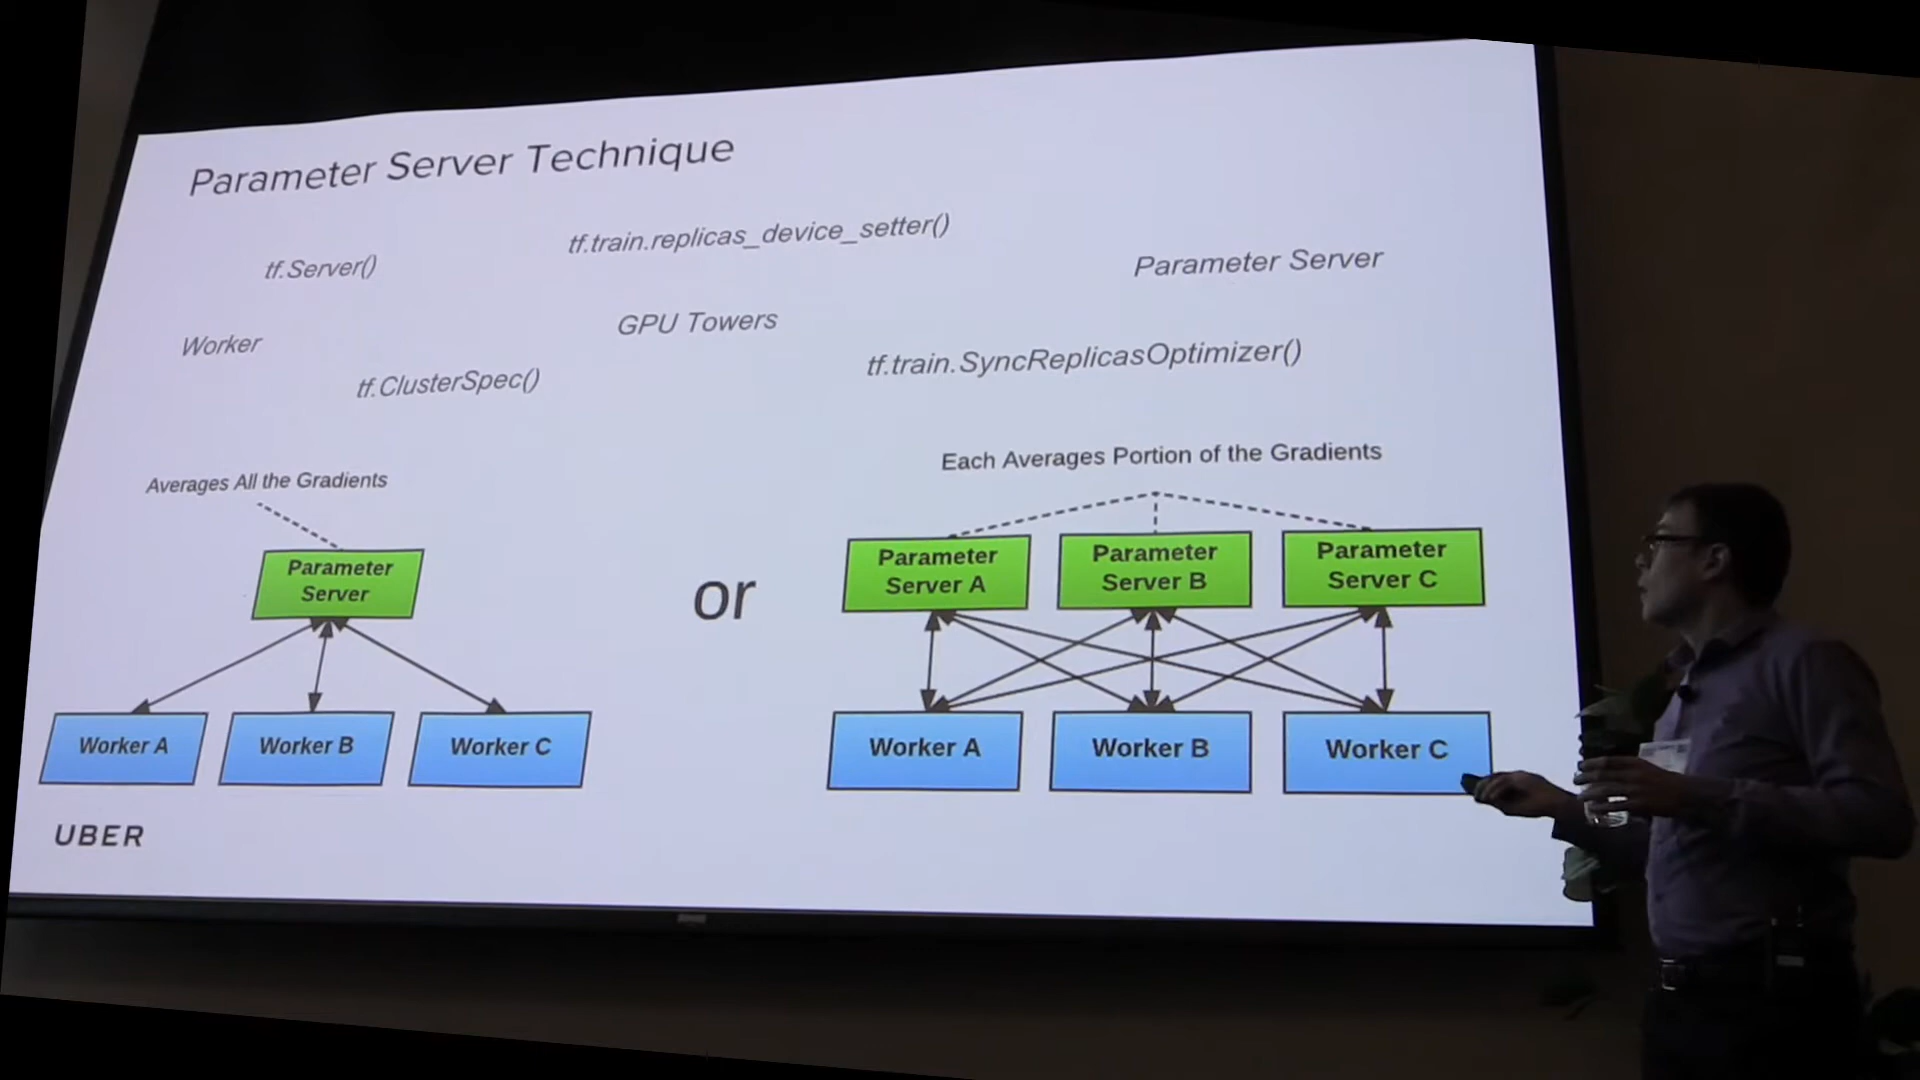 Parameter Server Technique
tf.train.replicas_device_setter()
tf.Server()
Parameter Server
GPU Towers
Worker
tf.train.SyncReplicasOptimizer()
tf.ClusterSpec()
Averages All the Gradients
Each Averages Portion of the Gradients
Parameter
Server
or
Parameter
Server A
Parameter
Server B
Parameter
Server C
Worker A
Worker B
Worker C
Worker A
Worker B
Worker C
UBER